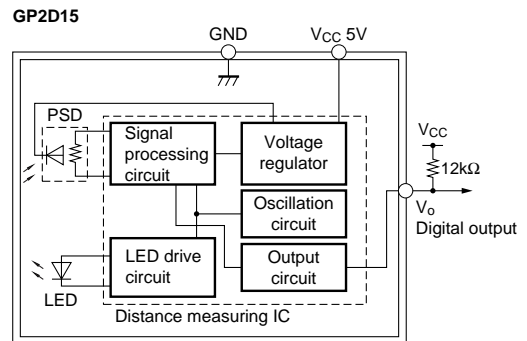 GP2D15
GND
VCC 5V
PSD
Signal
processing
circuit
Voltage
regulator
VCC
12kΩ
Oscillation
circuit
Vo
Digital output
LED drive
circuit
Output
circuit
LED
Distance measuring IC